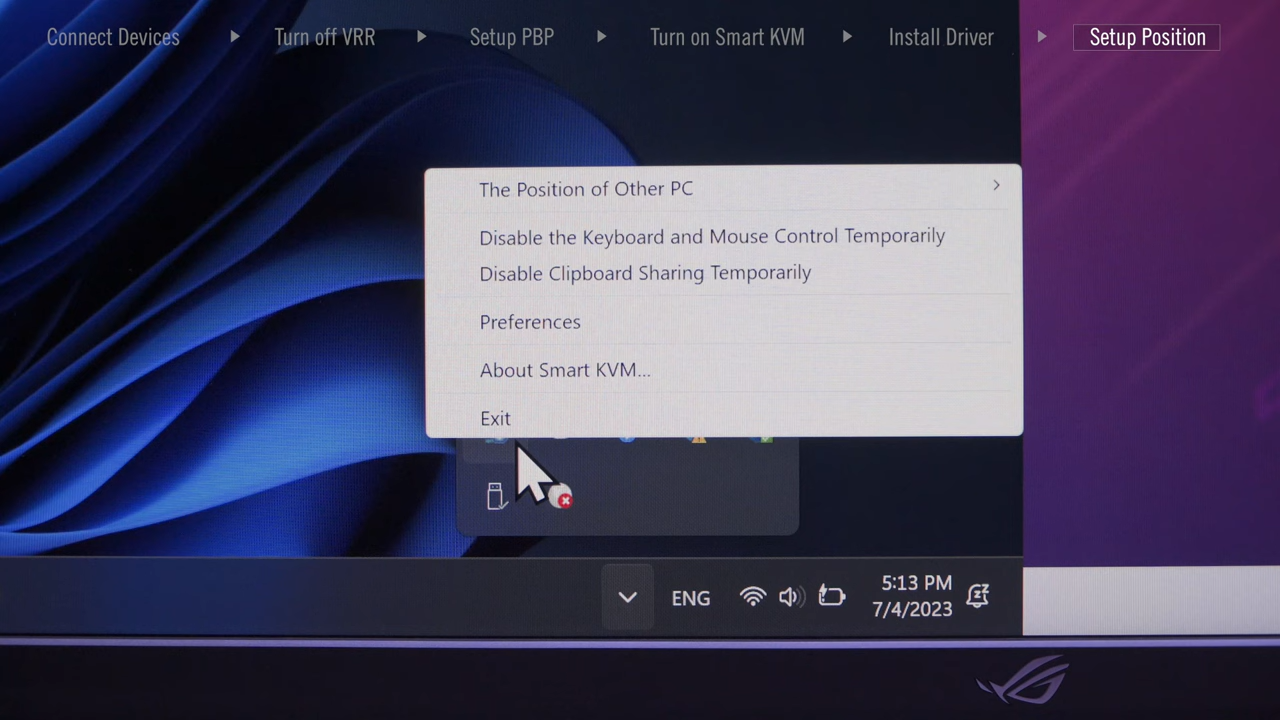 Connect Devices
Turn off VRR
Setup PBP
Turn on Smart KVM
Install Driver
Setup Position
The Position of Other PC
Disable the Keyboard and Mouse Control Temporarily
Disable Clipboard Sharing Temporarily
Preferences
About Smart KVM...
Exit
ENG
5:13 PM
7/4/2023